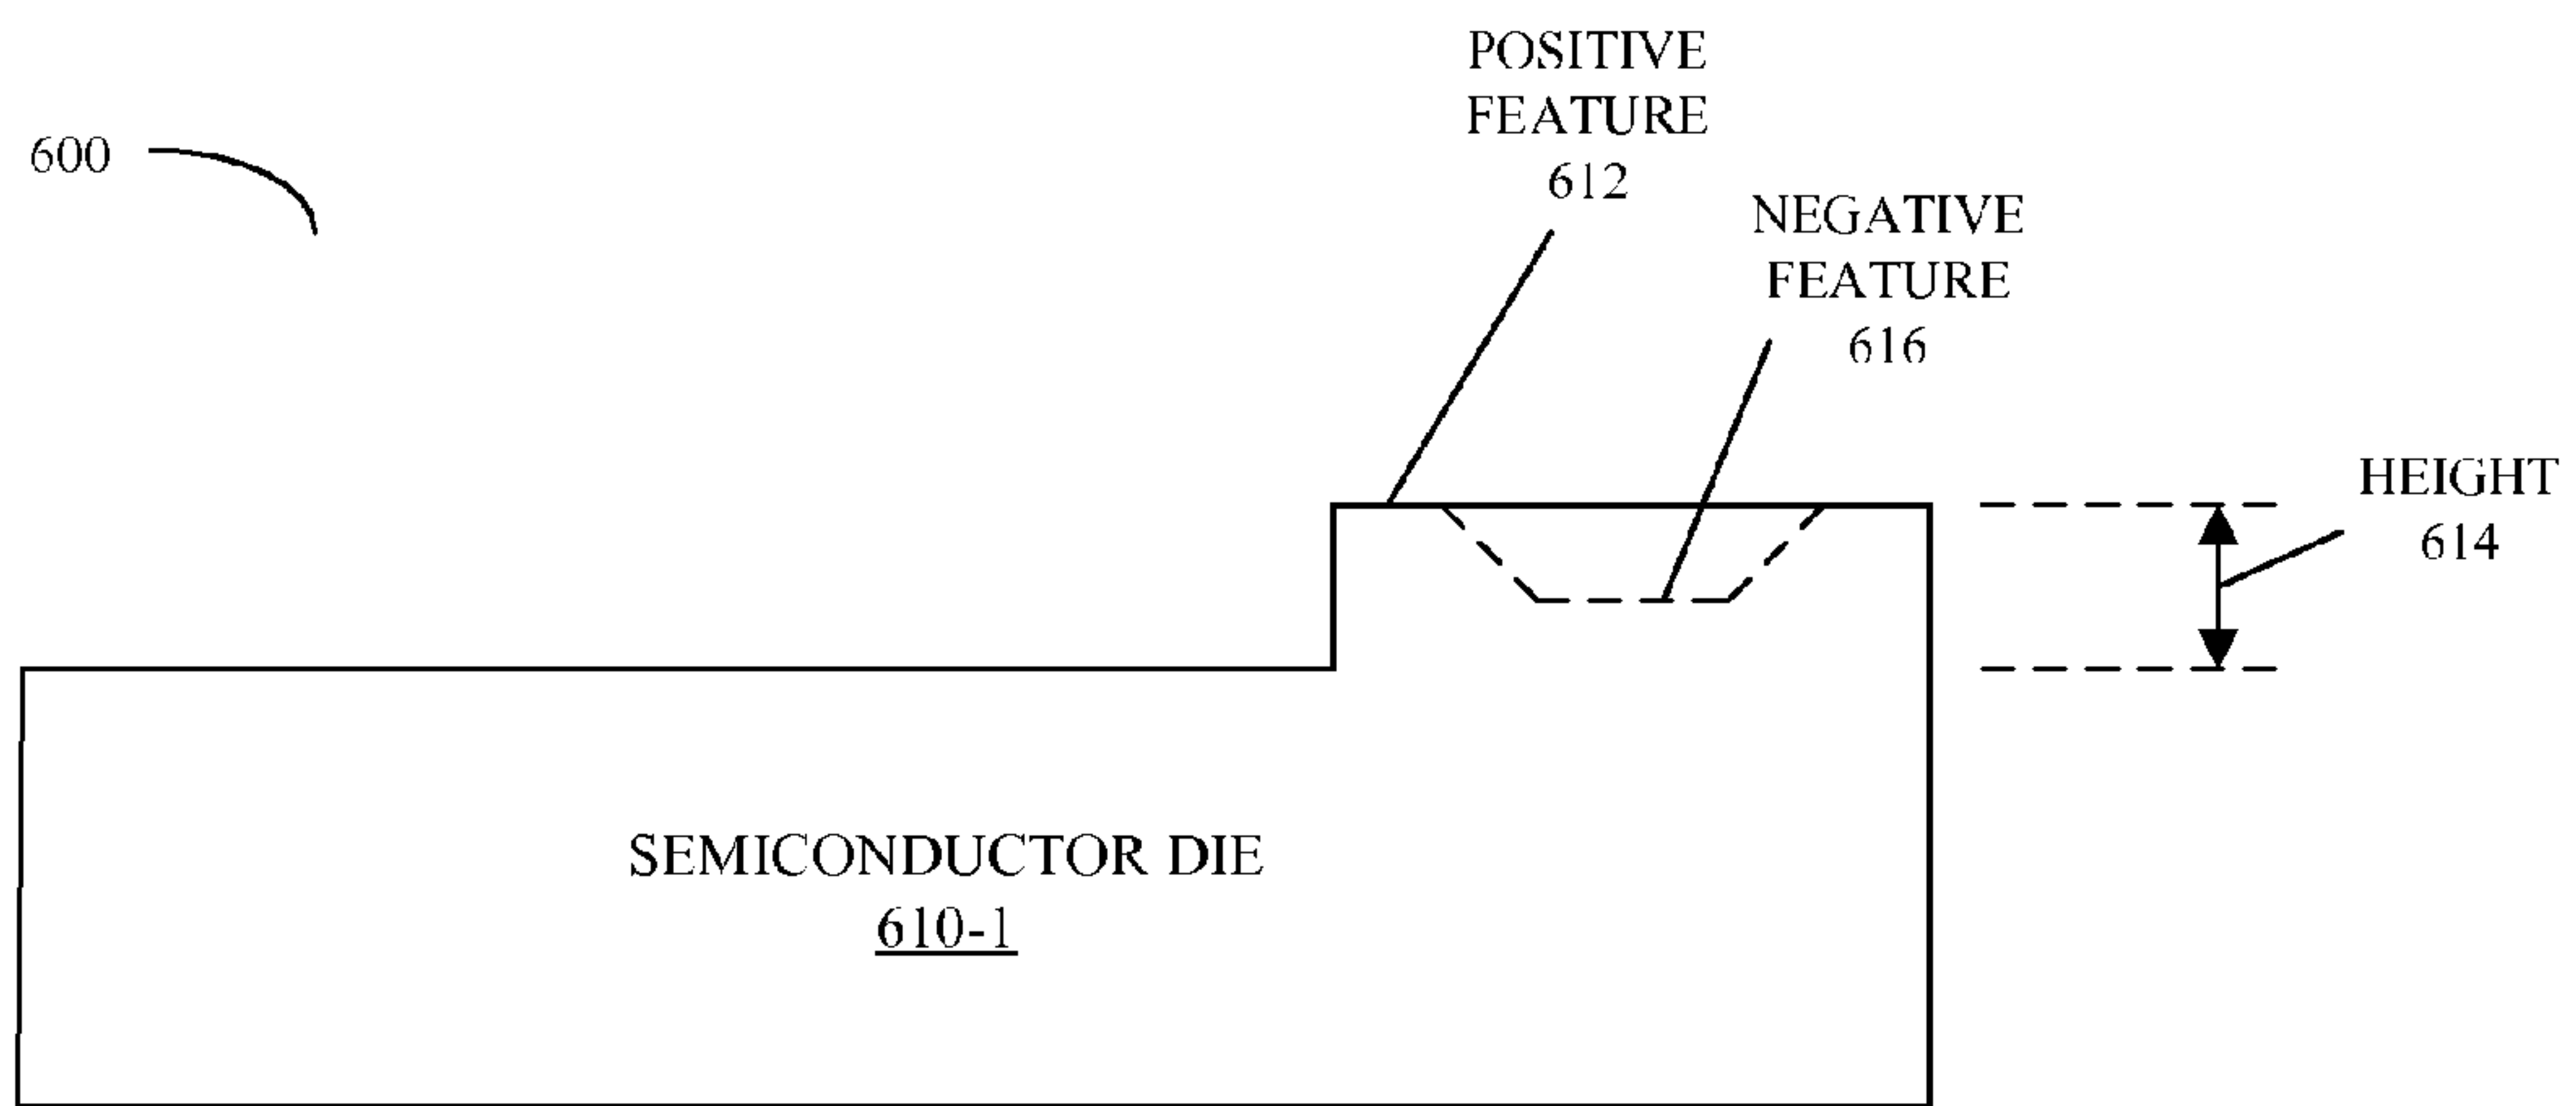 600
POSITIVE
FEATURE
612
NEGATIVE
FEATURE
616
HEIGHT
614
SEMICONDUCTOR DIE
610-1